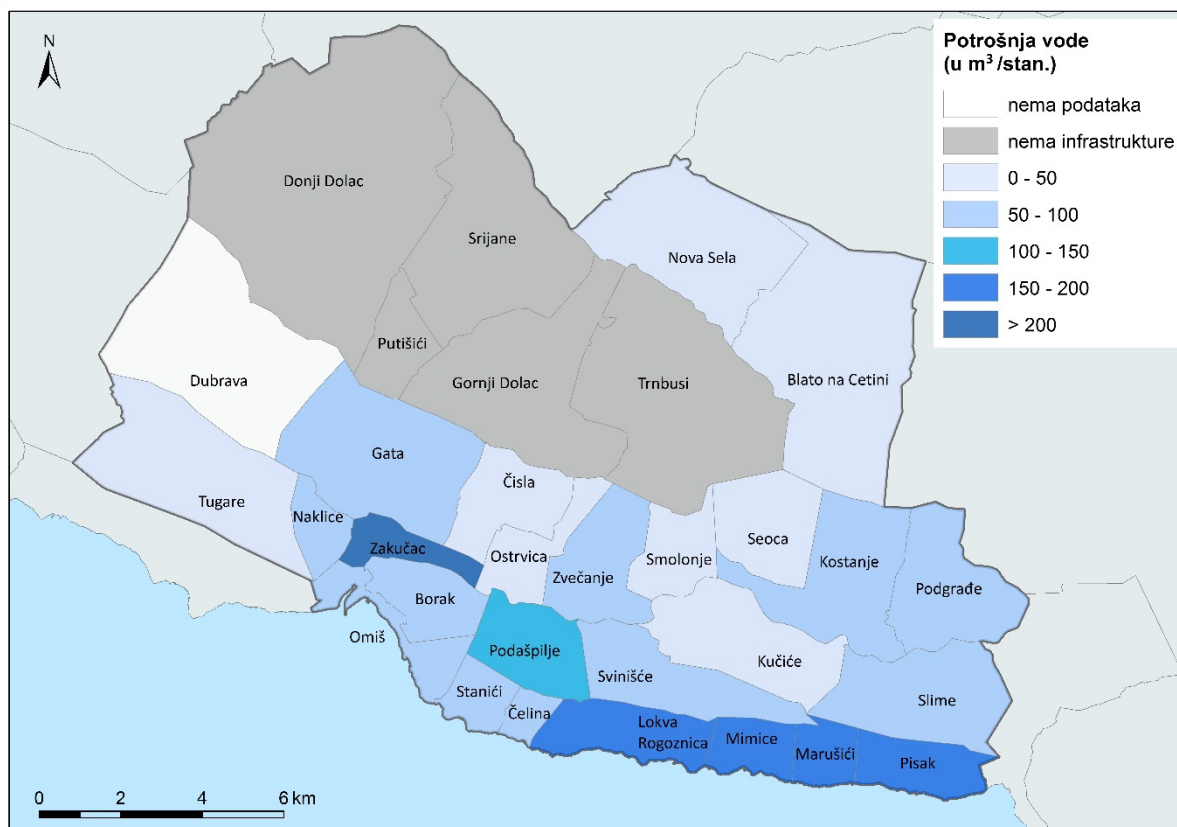 N
Potrošnja vode
(u m³/stan.)
nema podataka
nema infrastrukture
0 - 50
50 - 100
100 - 150
150 - 200
> 200
Donji Dolac
Srijane
Nova Sela
Putišići
Gornji Dolac
Trnbusi
Blato na Cetini
Dubrava
Gata
Čisla
Tugare
Naklice
Zakučac
Ostrvica
Zvečanje
Smolonje
Seoca
Kostanje
Podgrađe
Borak
Omiš
Podašpilje
Kučiće
Svinišće
Slime
Stanići
Čelina
Lokva
Rogoznica
Mimice
Marušići
Pisak
0 2 4 6 km